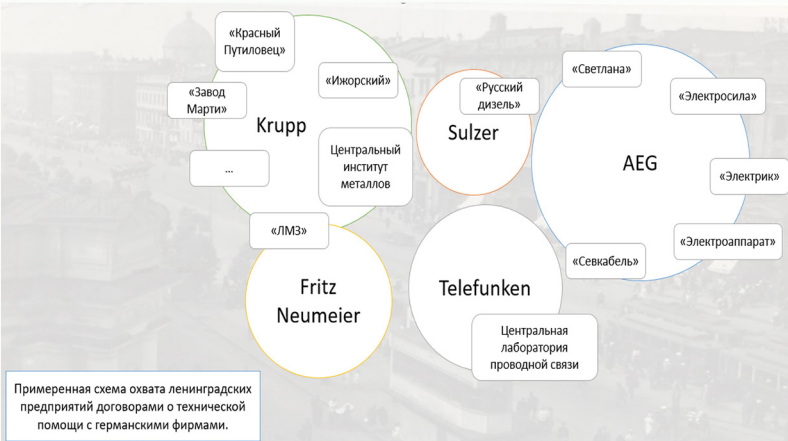 «Красный
Путиловец»
«Ижорский»
«Завод
Марти»
Krupp
...
Центральный
институт
металлов
«ЛМЗ»
Fritz
Neumeier
«Русский
дизель»
Sulzer
Telefunken
Центральная
лаборатория
проводной связи
«Светлана»
«Электросила»
AEG
«Электрик»
«Электроаппарат»
«Севкабель»
Примеренная схема охвата ленинградских
предприятий договорами о технической
помощи с германскими фирмами.